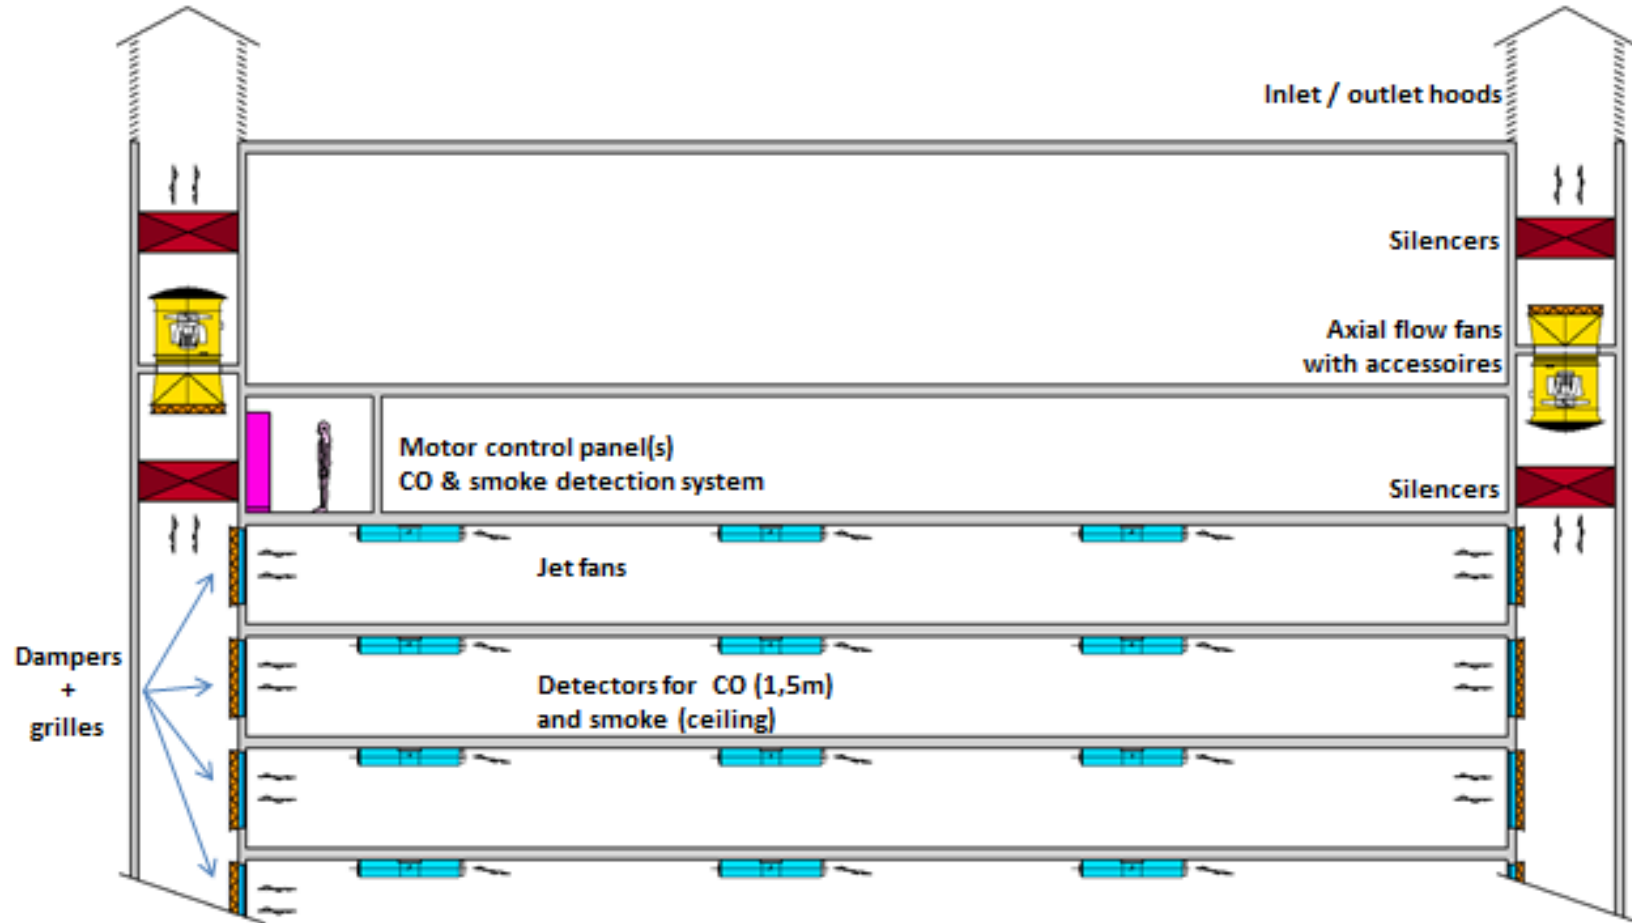 Inlet / outlet hoods
Silencers
Axial flow fans
with accessoires
Motor control panel(s)
CO & smoke detection system
Silencers
Jet fans
Dampers
+
grilles
Detectors for CO (1,5m)
and smoke (ceiling)